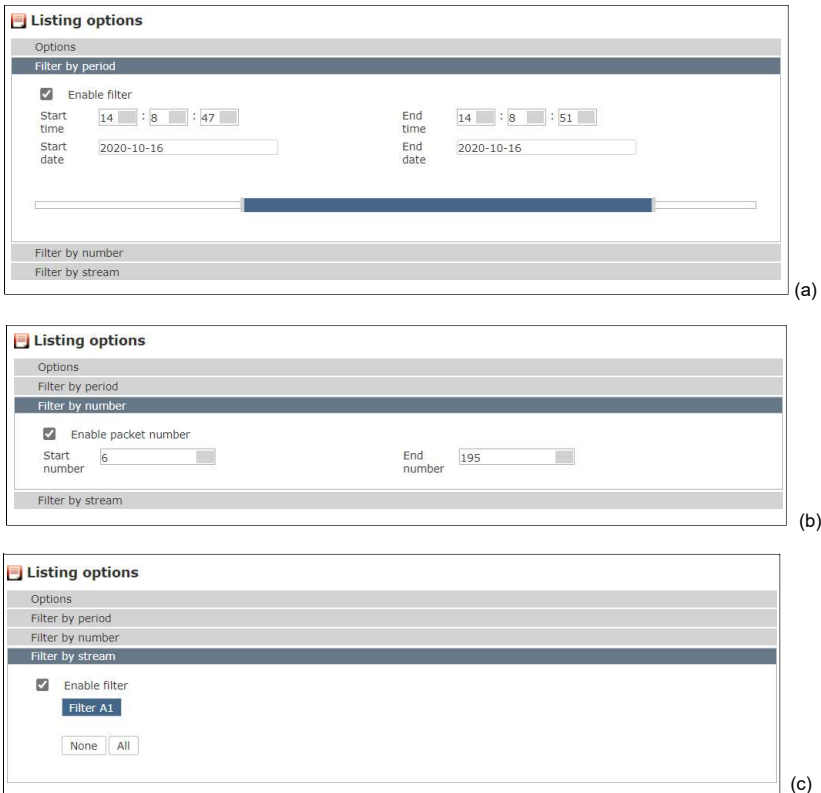 Listing options
Options
Filter by period
Enable filter
Start time 14 : 8 : 47 End time 14 : 8 : 51
Start date 2020-10-16 End date 2020-10-16
Filter by number
Filter by stream
(a)
Listing options
Options
Filter by period
Filter by number
Enable packet number
Start number 6 End number 195
Filter by stream
(b)
Listing options
Options
Filter by period
Filter by number
Filter by stream
Enable filter
Filter A1
None All
(c)